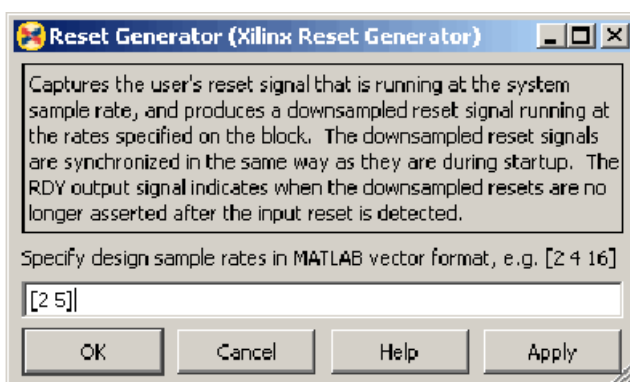 Reset Generator (Xilinx Reset Generator)
Captures the user's reset signal that is running at the system
sample rate, and produces a downsampled reset signal running at
the rates specified on the block. The downsampled reset signals
are synchronized in the same way as they are during startup. The
RDY output signal indicates when the downsampled resets are no
longer asserted after the input reset is detected.
Specify design sample rates in MATLAB vector format, e.g. [2 4 16]
[2 5]
OK Cancel Help Apply